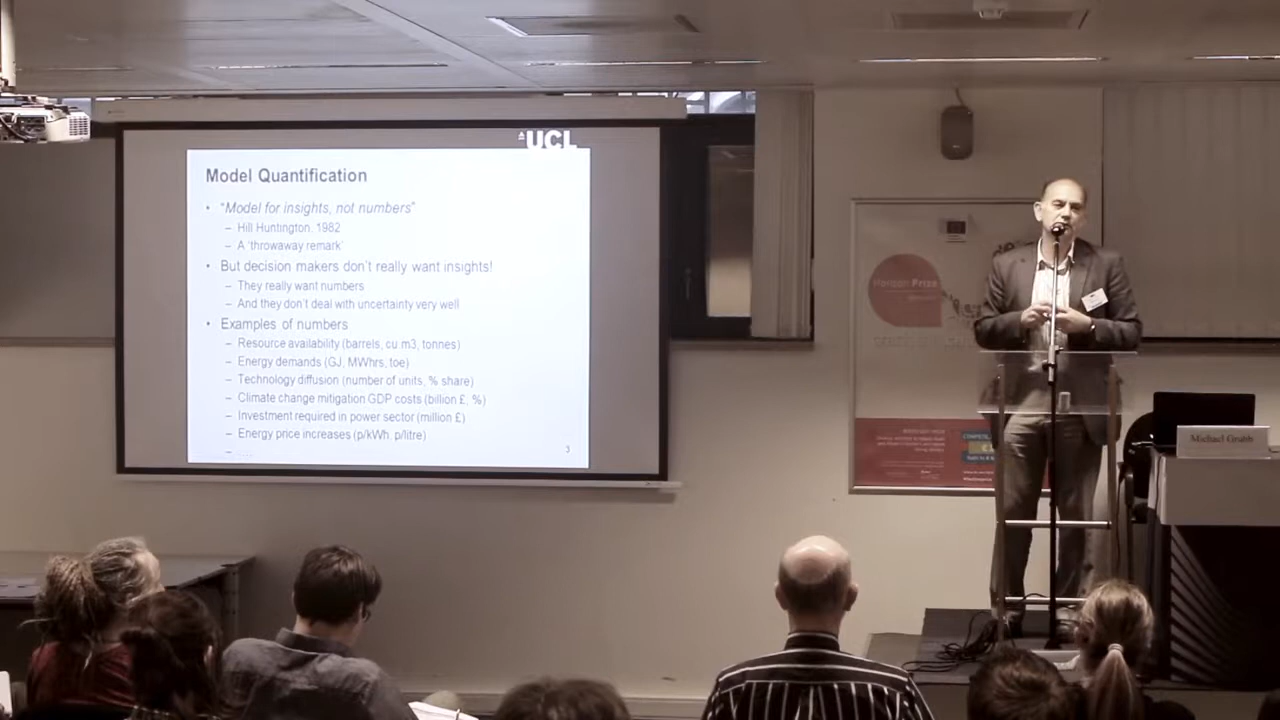 UCL
Model Quantification
• “Model for insights, not numbers”
– Hill Huntington, 1982
– A ‘throwaway remark’
• But decision makers don’t really want insights!
– They really want numbers
– And they don’t deal with uncertainty very well
• Examples of numbers
– Resource availability (barrels, cu m3, tonnes)
– Energy demands (GJ, MWhrs, toe)
– Technology diffusion (number of units, % share)
– Climate change mitigation GDP costs (billion £, %)
– Investment required in power sector (million £)
– Energy price increases (p/kWh, p/litre)
– ....
3
Horizon Prize
Michael Grubb